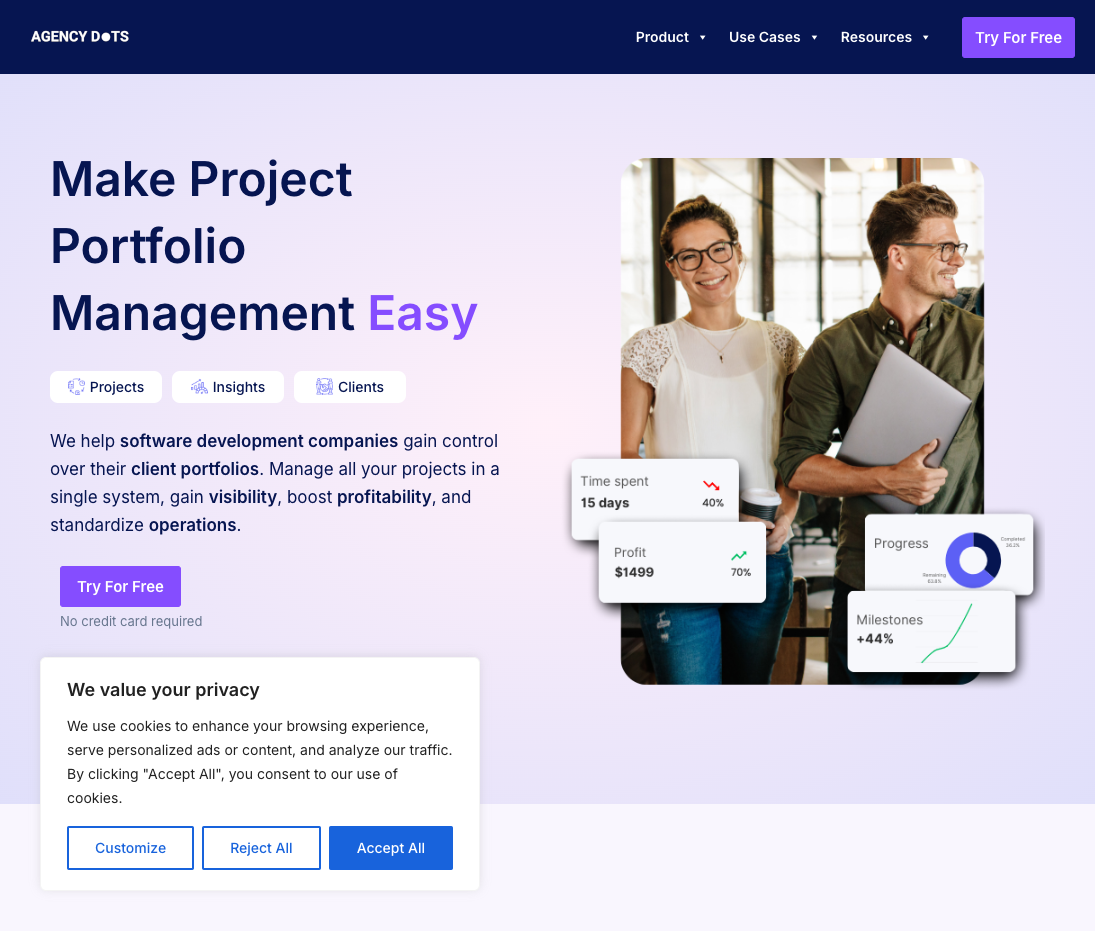 AGENCY DOTS
Product
Use Cases
Resources
Try For Free
Make Project
Portfolio
Management Easy
Projects
Insights
Clients
We help software development companies gain control
over their client portfolios. Manage all your projects in a
single system, gain visibility, boost profitability, and
standardize operations.
Try For Free
No credit card required
Time spent
15 days
40%
Profit
$1499
70%
Progress
Completed
36.2%
Remaining
63.8%
Milestones
+44%
We value your privacy
We use cookies to enhance your browsing experience,
serve personalized ads or content, and analyze our traffic.
By clicking "Accept All", you consent to our use of
cookies.
Customize
Reject All
Accept All